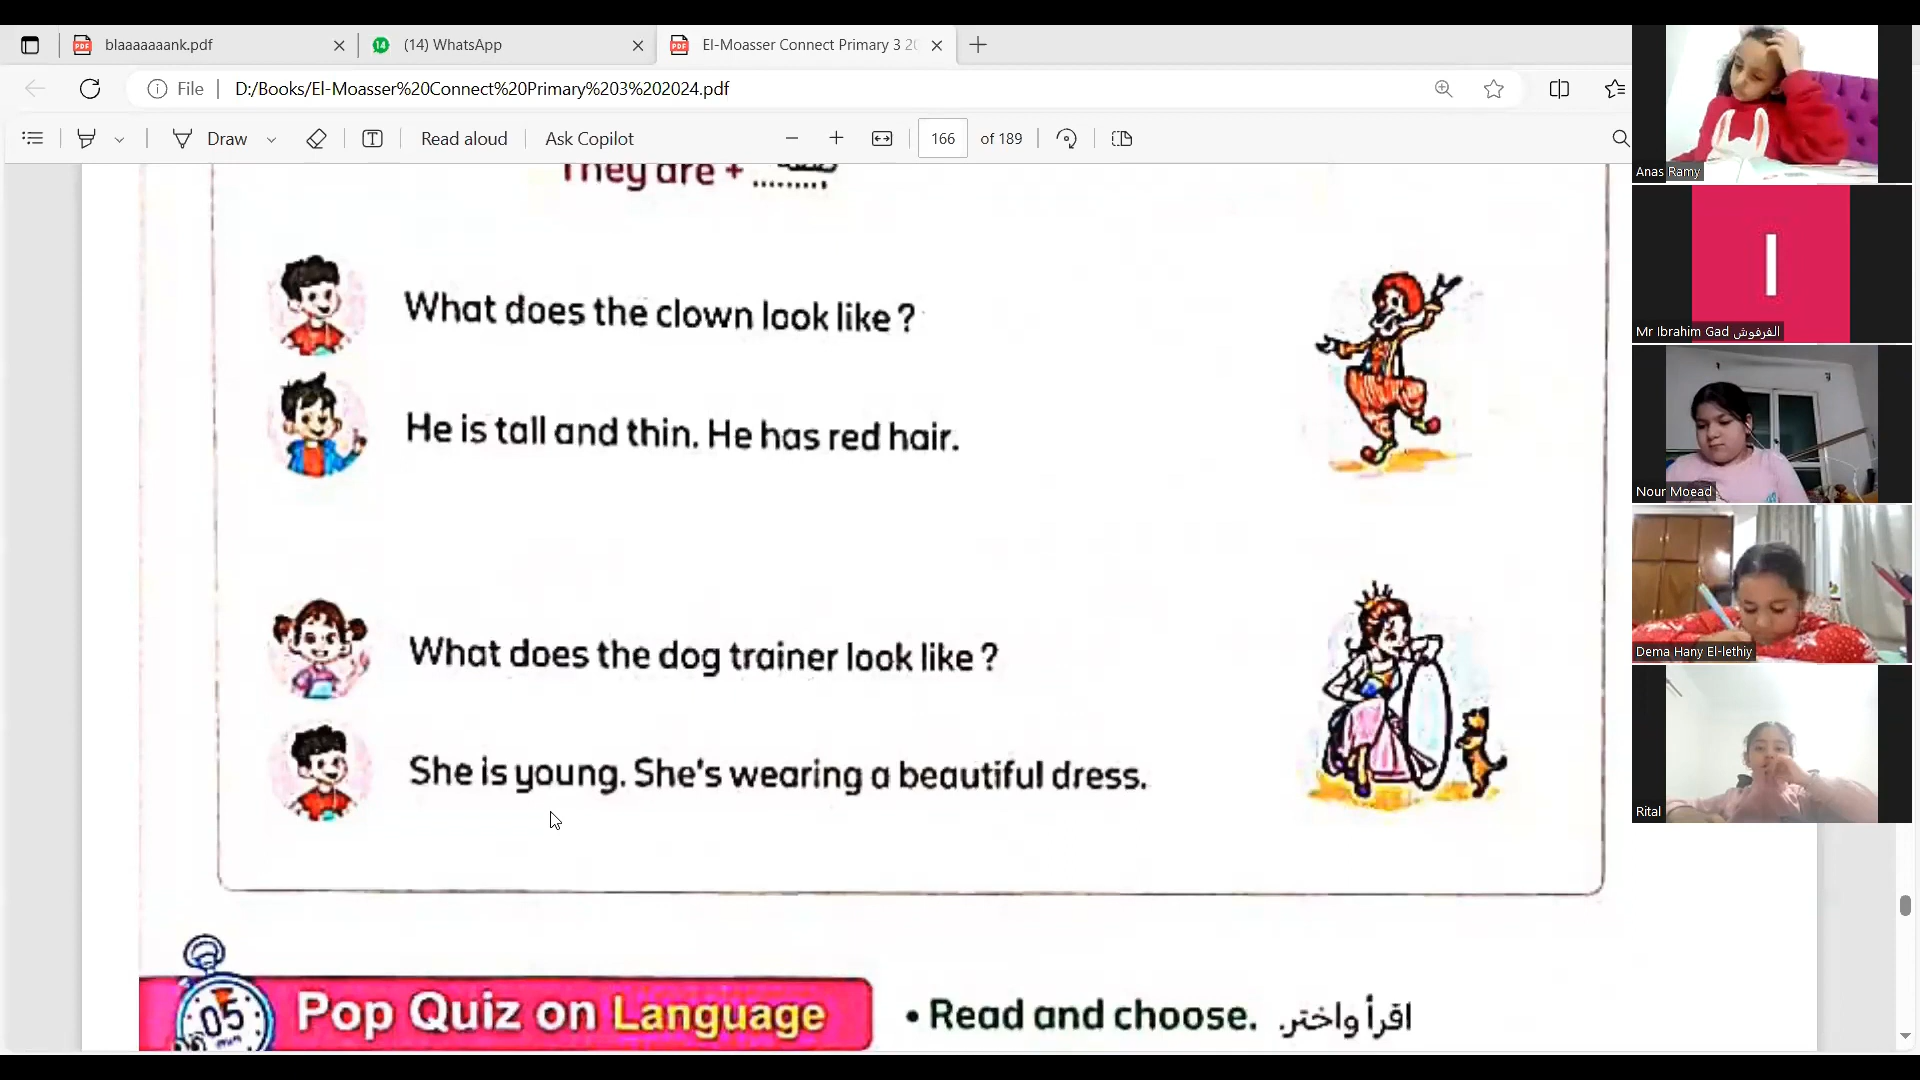 blaaaaaaank.pdf
(14) WhatsApp
El-Moasser Connect Primary 3 20
File
D:/Books/El-Moasser%20Connect%20Primary%203%202024.pdf
Draw
Read aloud
Ask Copilot
166 of 189
They are + ........
What does the clown look like ?
He is tall and thin. He has red hair.
What does the dog trainer look like ?
She is young. She's wearing a beautiful dress.
05
Pop Quiz on Language
• Read and choose. اقرأ واختر.
Anas Ramy
I
Mr Ibrahim Gad الفرفوش
Nour Moead
Dema Hany El-lethiy
Rital